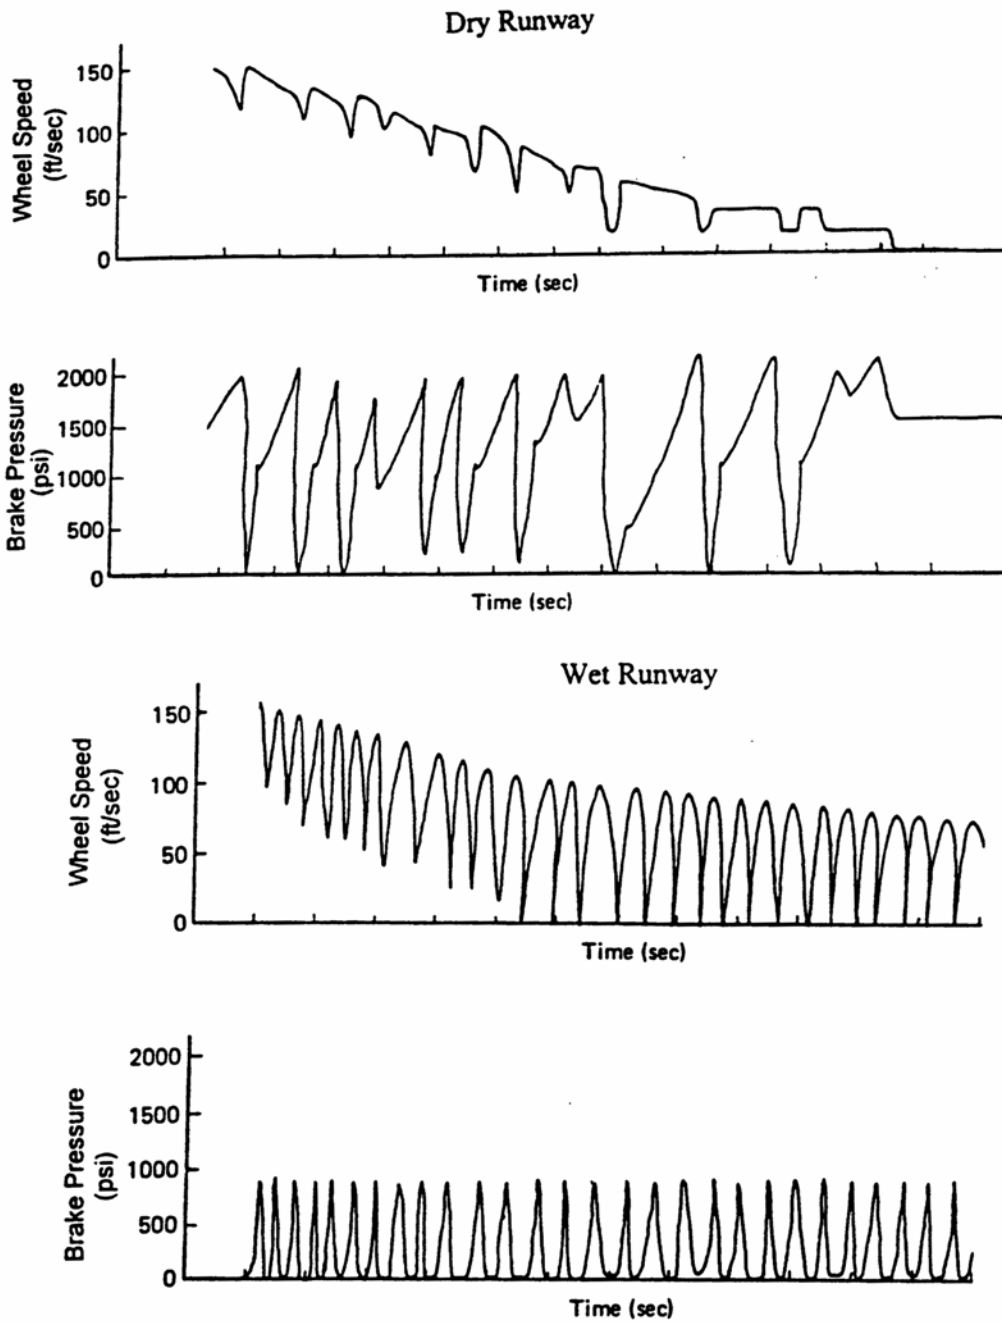 Dry Runway
Wheel Speed
(ft/sec)
150
100
50
0
Time (sec)
Brake Pressure
(psi)
2000
1500
1000
500
0
Time (sec)
Wet Runway
Wheel Speed
(ft/sec)
150
100
50
0
Time (sec)
Brake Pressure
(psi)
2000
1500
1000
500
0
Time (sec)